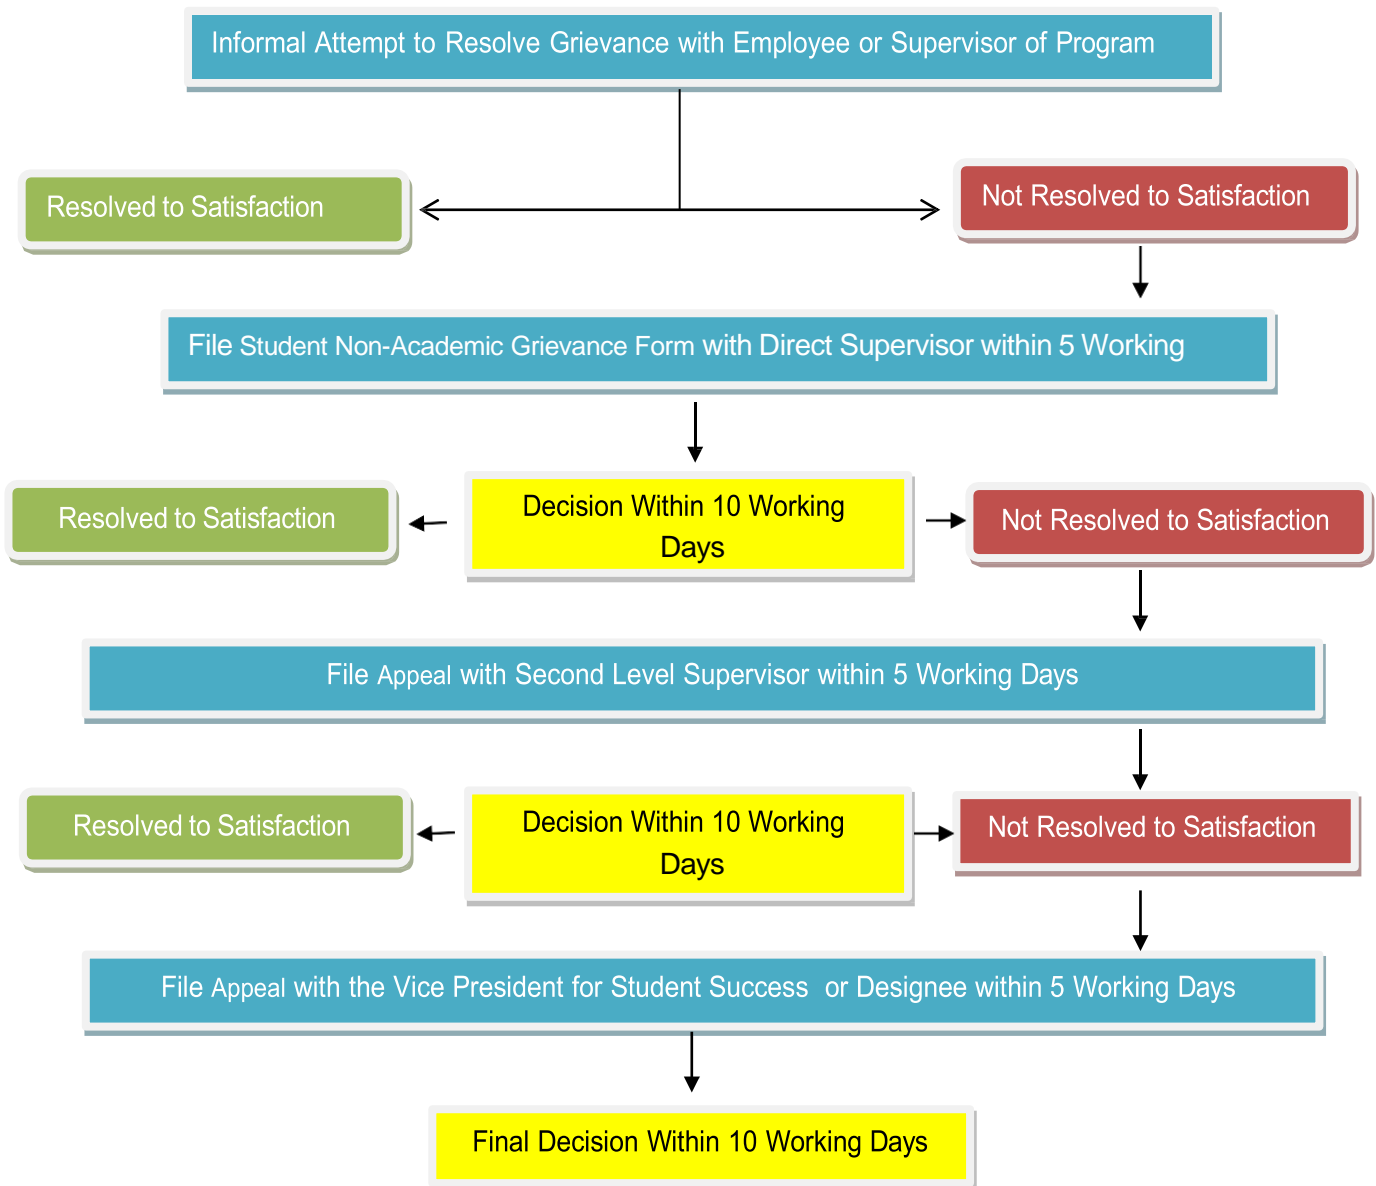 Informal Attempt to Resolve Grievance with Employee or Supervisor of Program
Resolved to Satisfaction
Not Resolved to Satisfaction
File Student Non-Academic Grievance Form with Direct Supervisor within 5 Working
Resolved to Satisfaction
Decision Within 10 Working
Days
Not Resolved to Satisfaction
File Appeal with Second Level Supervisor within 5 Working Days
Resolved to Satisfaction
Decision Within 10 Working
Days
Not Resolved to Satisfaction
File Appeal with the Vice President for Student Success or Designee within 5 Working Days
Final Decision Within 10 Working Days